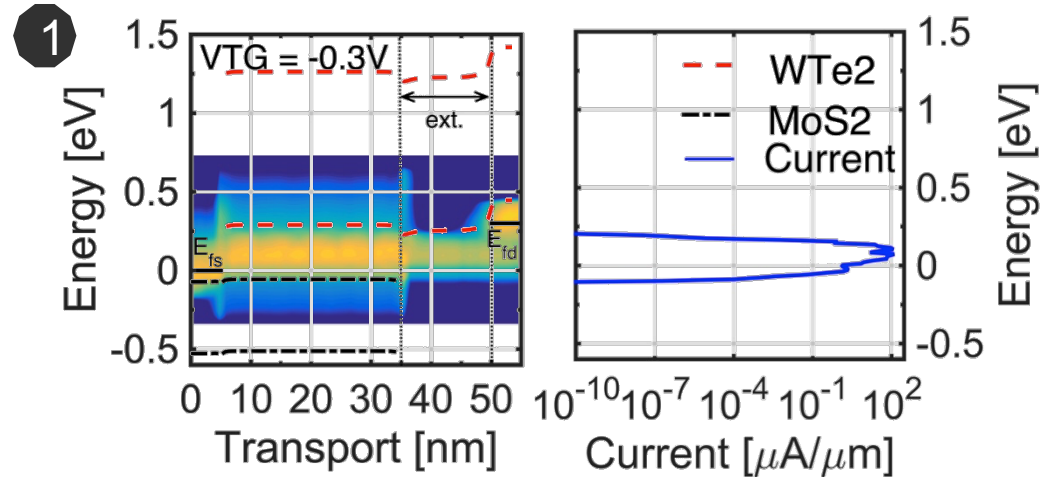 1
VTG = -0.3V
ext.
E_fs
E_fd
1.5
1
0.5
0
-0.5
Energy [eV]
0 10 20 30 40 50
Transport [nm]
WTe2
MoS2
Current
1.5
1
0.5
0
-0.5
Energy [eV]
10^-10 10^-7 10^-4 10^-1 10^2
Current [μA/μm]